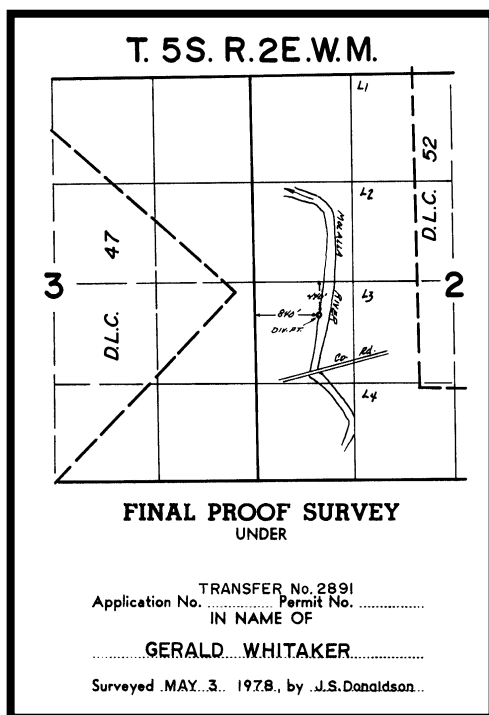 T. 5S. R.2E.W.M.
L1
D.L.C. 52
L2
MOLALLA RIVER
D.L.C. 47
3
L3
2
840'
DIV. PT.
Co Rd.
L4
FINAL PROOF SURVEY
UNDER
TRANSFER No. 2891
Application No. ............ Permit No. ............
IN NAME OF
GERALD WHITAKER
Surveyed MAY 3 1978, by J.S. Donaldson